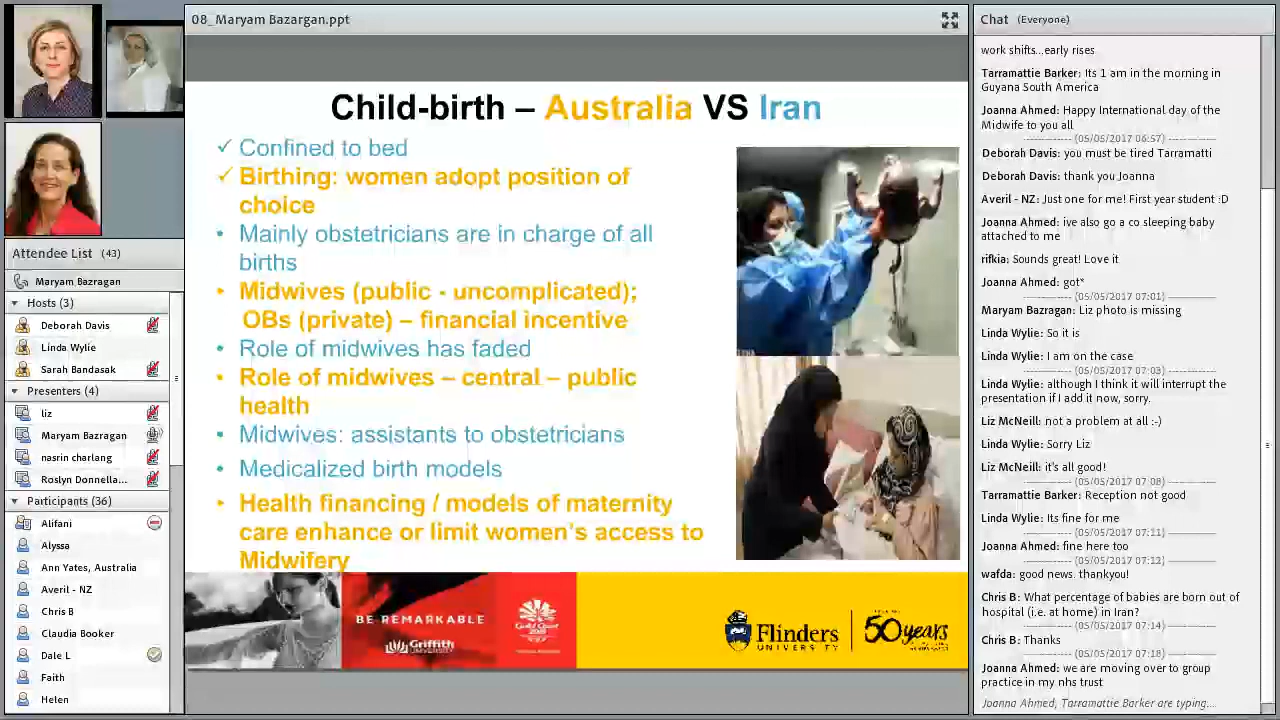 08_Maryam Bazargan.ppt
Child-birth – Australia VS Iran
✓ Confined to bed
✓ Birthing: women adopt position of
choice
• Mainly obstetricians are in charge of all
births
• Midwives (public - uncomplicated);
OBs (private) – financial incentive
• Role of midwives has faded
• Role of midwives – central – public
health
• Midwives: assistants to obstetricians
• Medicalized birth models
• Health financing / models of maternity
care enhance or limit women's access to
Midwifery
BE REMARKABLE
Griffith
UNIVERSITY
Flinders
UNIVERSITY
50 years
Attendee List (43)
Maryam Bazragan
Hosts (3)
Deborah Davis
Linda Wylie
Sarah Bandasak
Presenters (4)
liz
Maryam Bazragan
nasrin charlang
Roslyn Donnella...
Participants (36)
Alifani
Alyssa
Ann Yates, Australia
Averil - NZ
Chris B
Claudia Booker
Dale L
Faith
Helen
Chat (Everyone)
work shifts...early rises
Tarramattie Barker: Its 1 am in the morning in
Guyana South America
Joanna Ahmed: Happy international day of the
Midwife to you all
------------ (05/05/2017 06:57) ------------
Deborah Davis: you must be tired Tarramatti
Deborah Davis: thank you Joanna
Averil - NZ: Just one for me! First year student :D
Joanna Ahmed: ive also go a co sleeping baby
attached to me
rifkia: Sounds great! Love it
Joanna Ahmed: got*
------------ (05/05/2017 07:01) ------------
Maryam Bazragan: Liz photo is missing
Linda Wylie: So it is
Linda Wylie: I am on the case
------------ (05/05/2017 07:03) ------------
Linda Wylie: although I think it will interrupt the
presentation if I add it now, sorry.
Liz McNeill: not a problem at all :-)
Linda Wylie: Sorry Liz
Liz McNeill: it's all good!
------------ (05/05/2017 07:08) ------------
Tarramattie Barker: Reception not good
Linda Wylie: Its fine for me
------------ (05/05/2017 07:11) ------------
Joanna Ahmed: fine here too
------------ (05/05/2017 07:12) ------------
wafda: good news. thankyou!
Chris B: What percentage of babies are born out of
hospital (i.e. at home) in Iran?
------------ (05/05/2017 07:14) ------------
Chris B: Thanks
------------ (05/05/2017 07:18) ------------
Joanna Ahmed: we are moving over to group
practice in my nhs trust
Joanna Ahmed, Tarramattie Barker are typing...